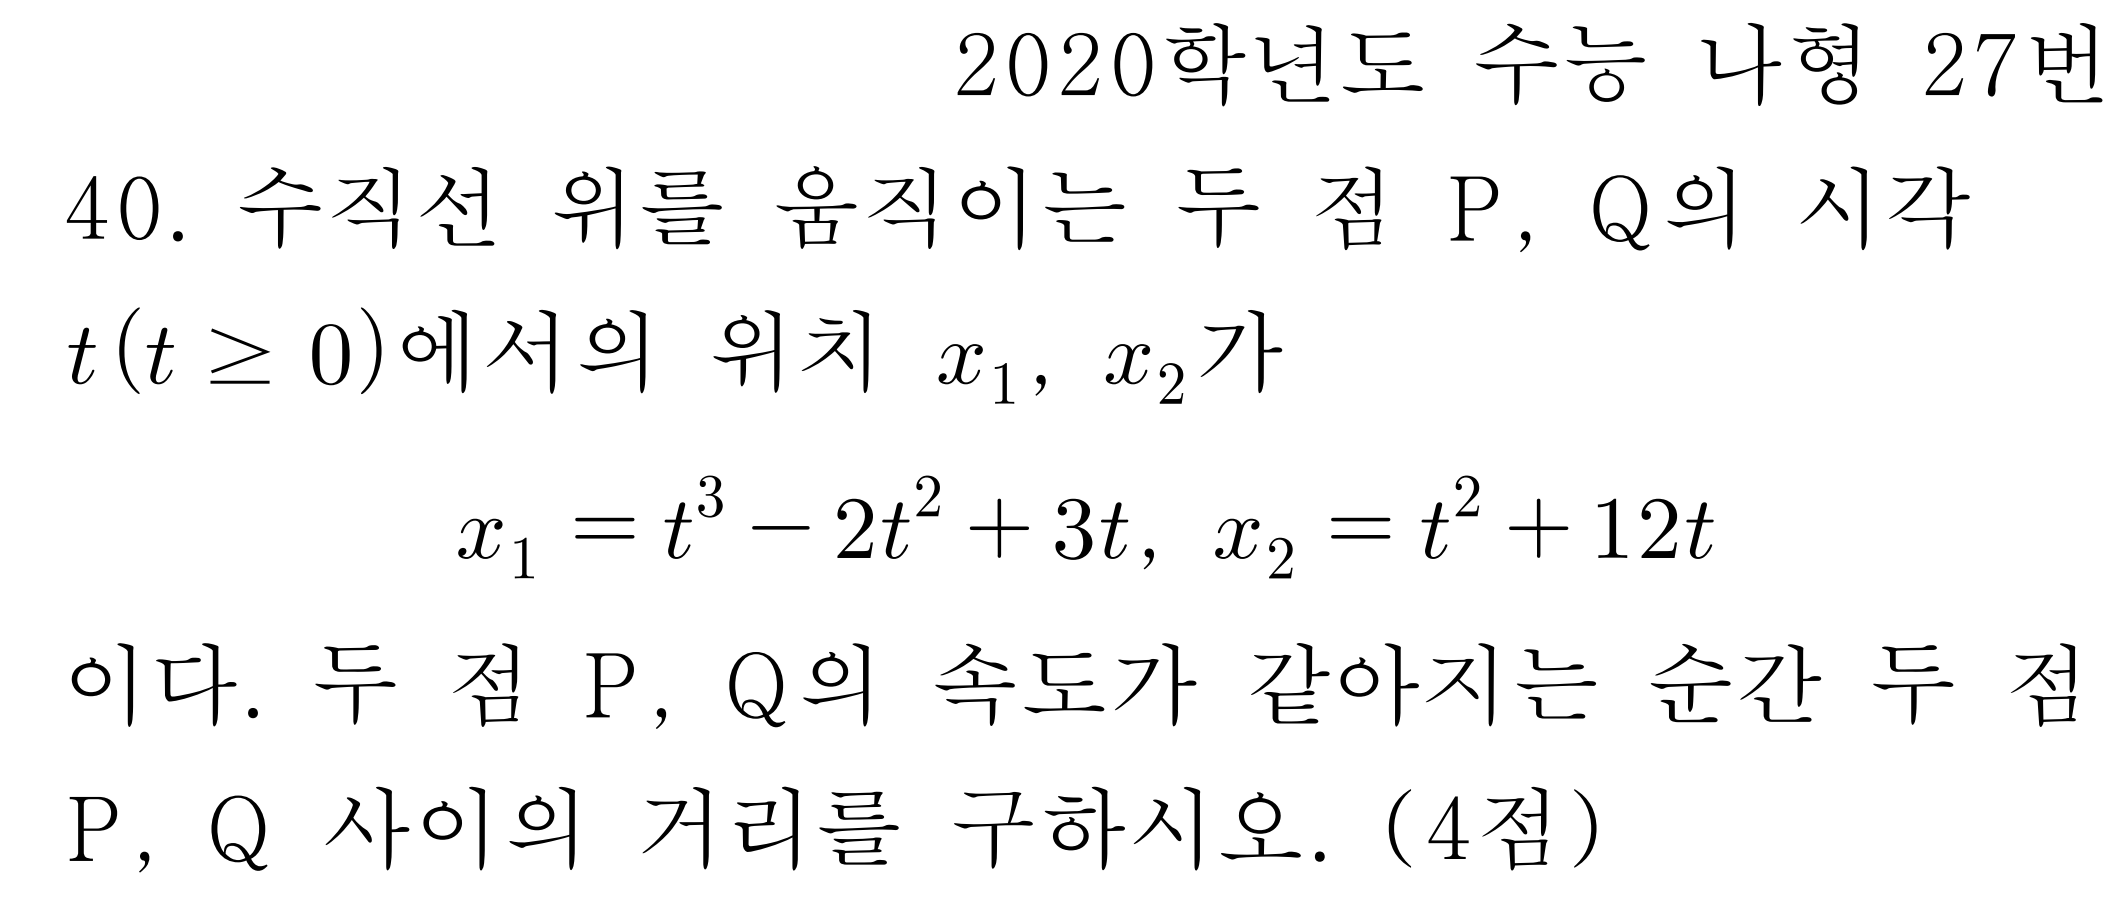 2020학년도 수능 나형 27번
40. 수직선 위를 움직이는 두 점 P, Q의 시각
t(t ≥ 0)에서의 위치 x₁, x₂가
x₁ = t³ − 2t² + 3t, x₂ = t² + 12t
이다. 두 점 P, Q의 속도가 같아지는 순간 두 점
P, Q 사이의 거리를 구하시오. (4점)